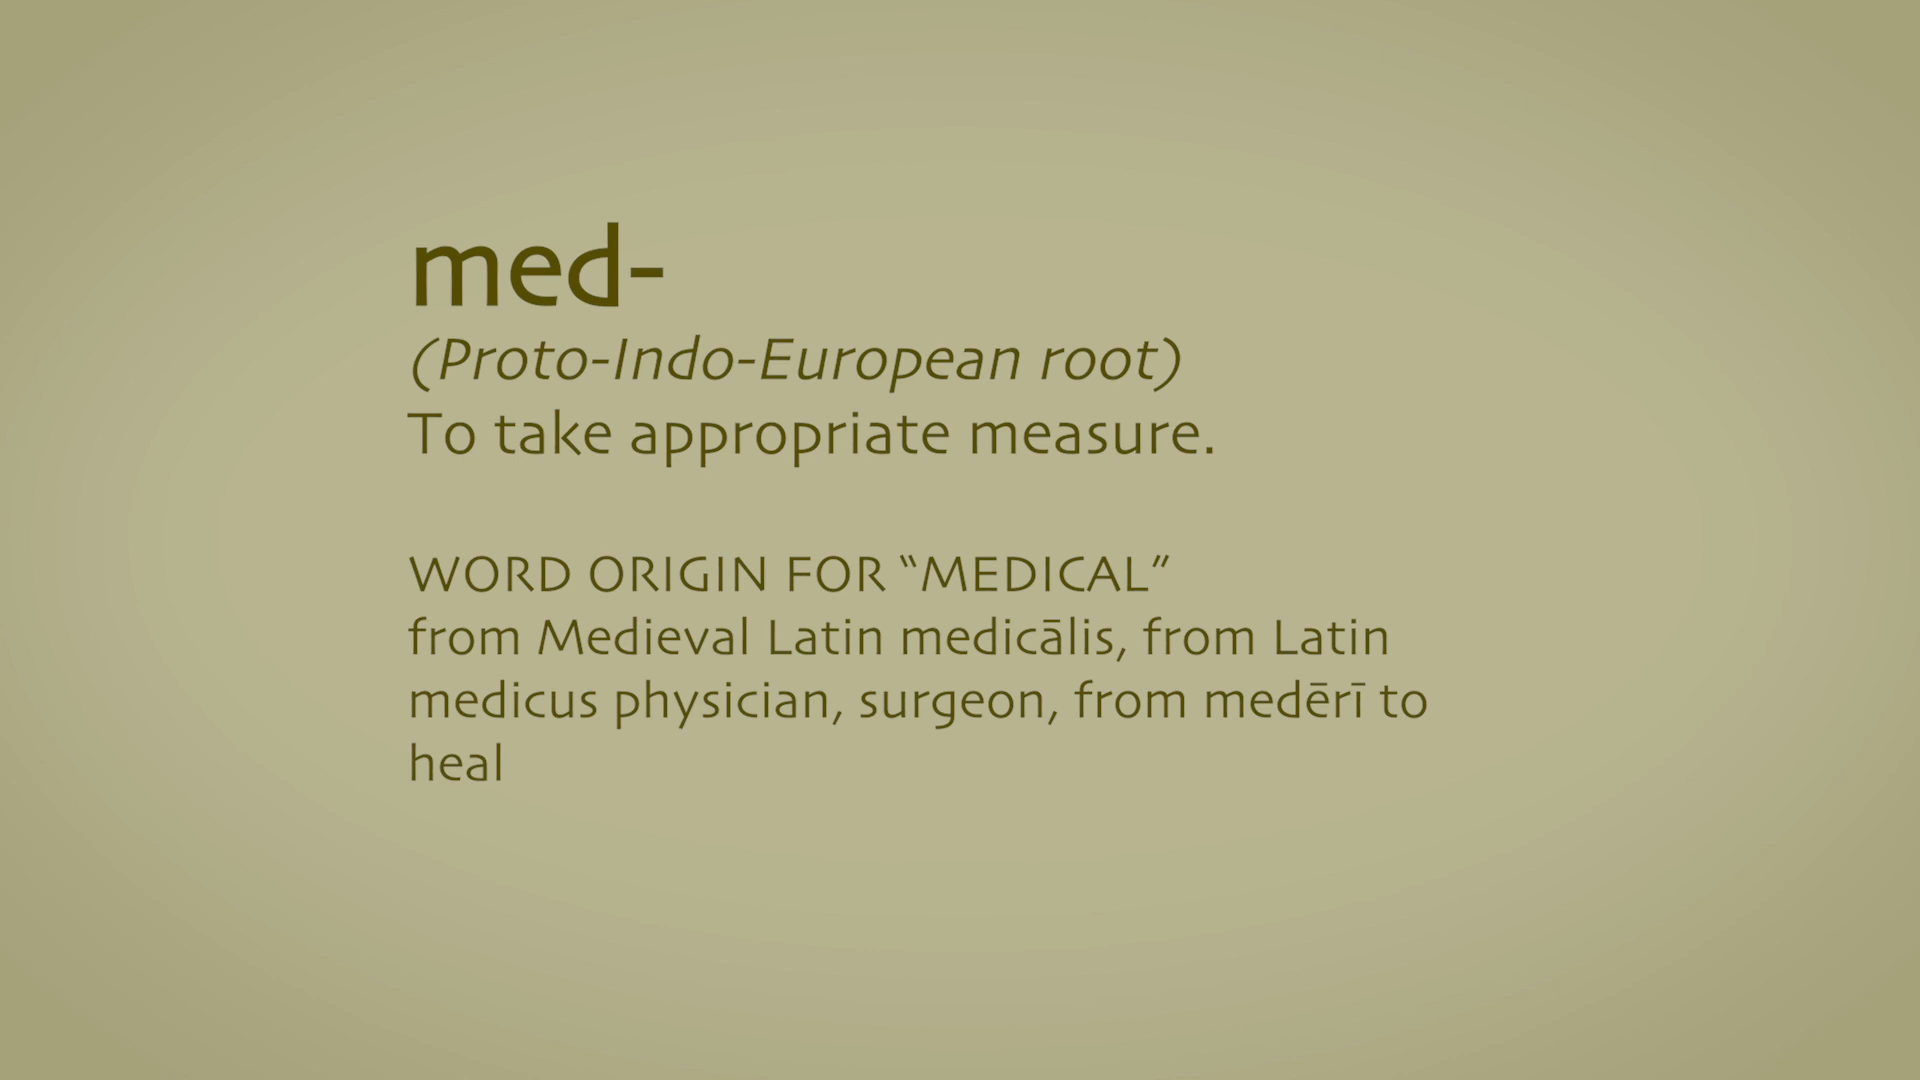 med-
(Proto-Indo-European root)
To take appropriate measure.
WORD ORIGIN FOR “MEDICAL”
from Medieval Latin medicālis, from Latin
medicus physician, surgeon, from medērī to
heal